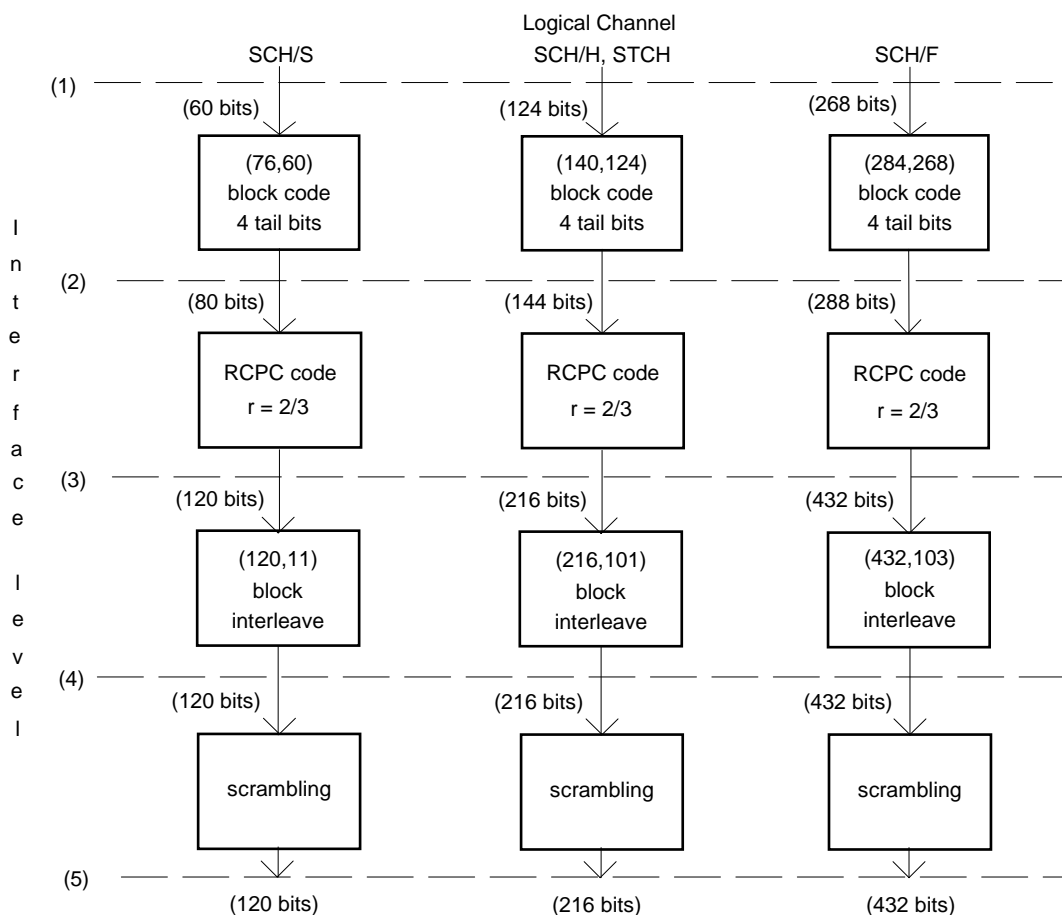 Logical Channel
SCH/S SCH/H, STCH SCH/F
(1)
(60 bits) (124 bits) (268 bits)
(76,60) (140,124) (284,268)
block code block code block code
4 tail bits 4 tail bits 4 tail bits
(2)
(80 bits) (144 bits) (288 bits)
RCPC code RCPC code RCPC code
r = 2/3 r = 2/3 r = 2/3
(3)
(120 bits) (216 bits) (432 bits)
(120,11) (216,101) (432,103)
block block block
interleave interleave interleave
(4)
(120 bits) (216 bits) (432 bits)
scrambling scrambling scrambling
(5)
(120 bits) (216 bits) (432 bits)
Interface level